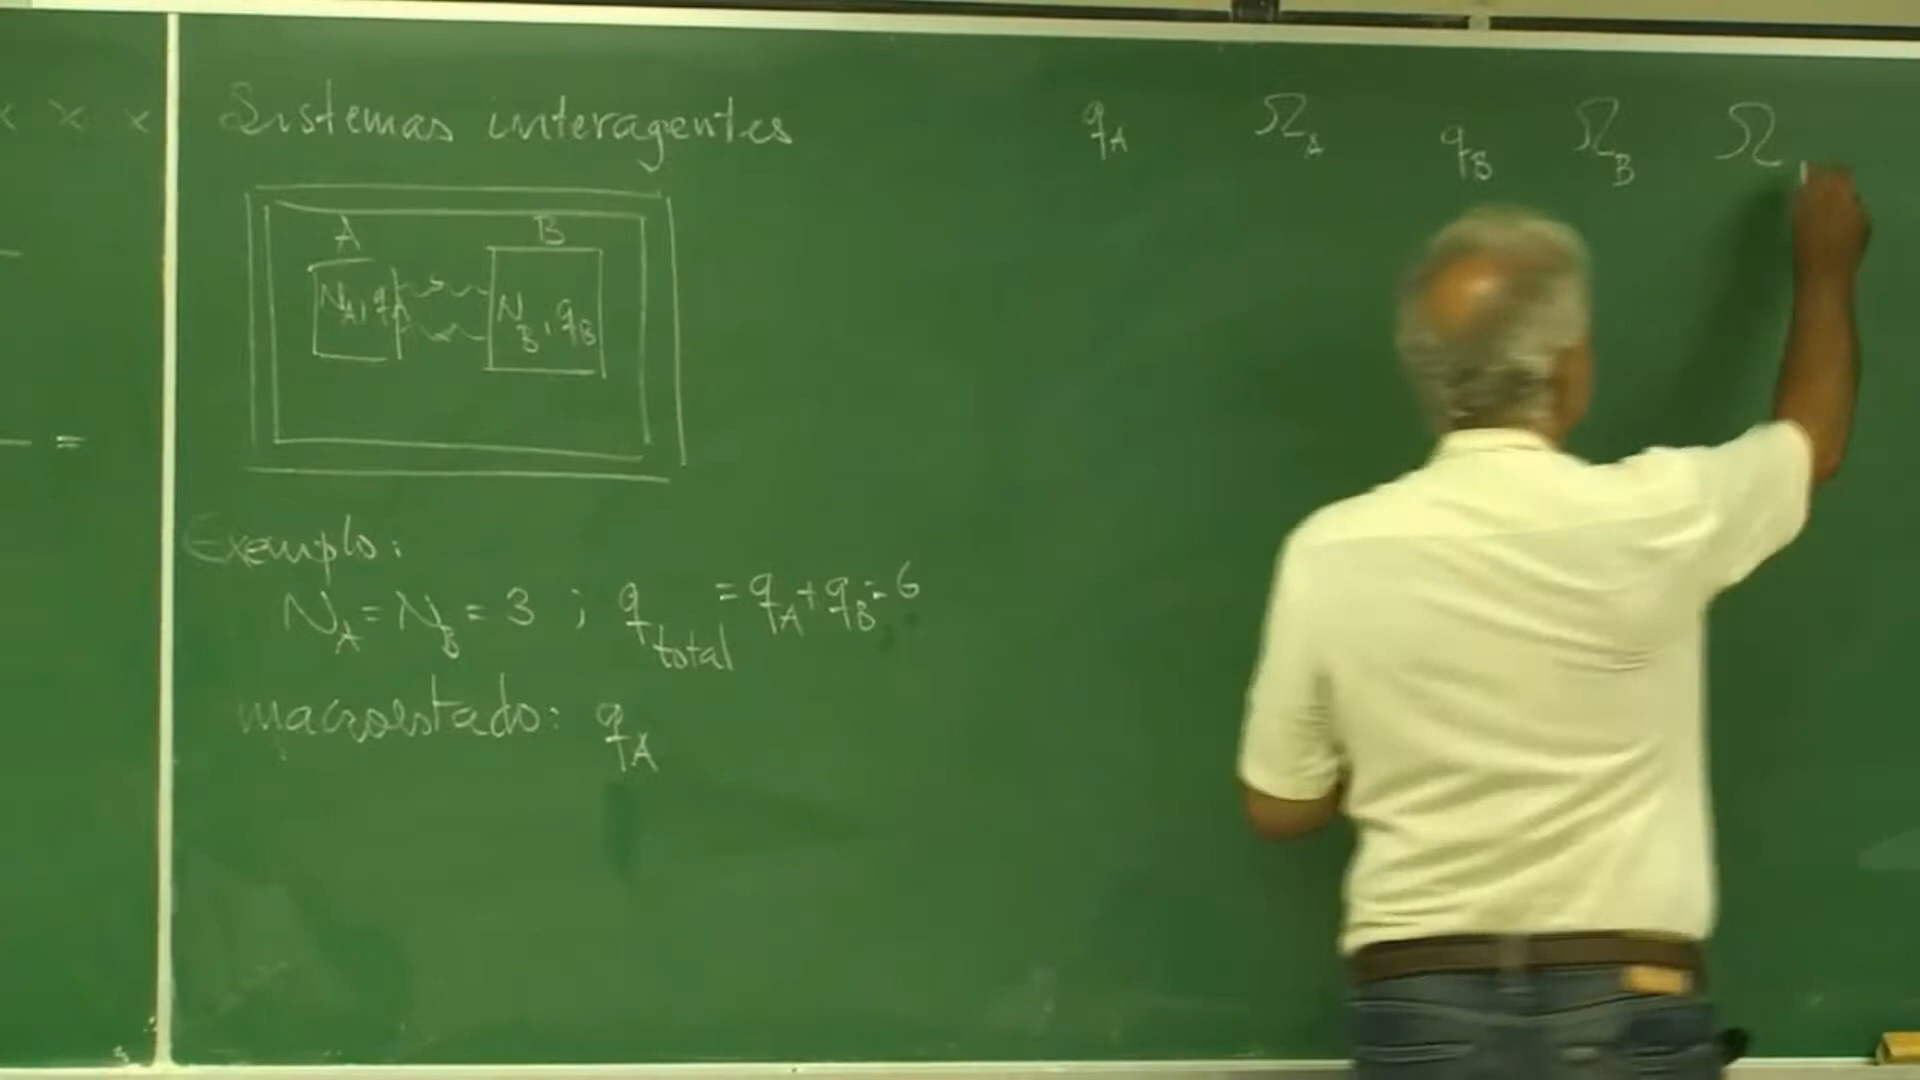 x x x
=
Sistemas interagentes
A B
N_A, q_A N_B, q_B
Exemplo:
N_A = N_B = 3 ; q_total = q_A + q_B = 6
macroestado: q_A
q_A Ω_A q_B Ω_B Ω